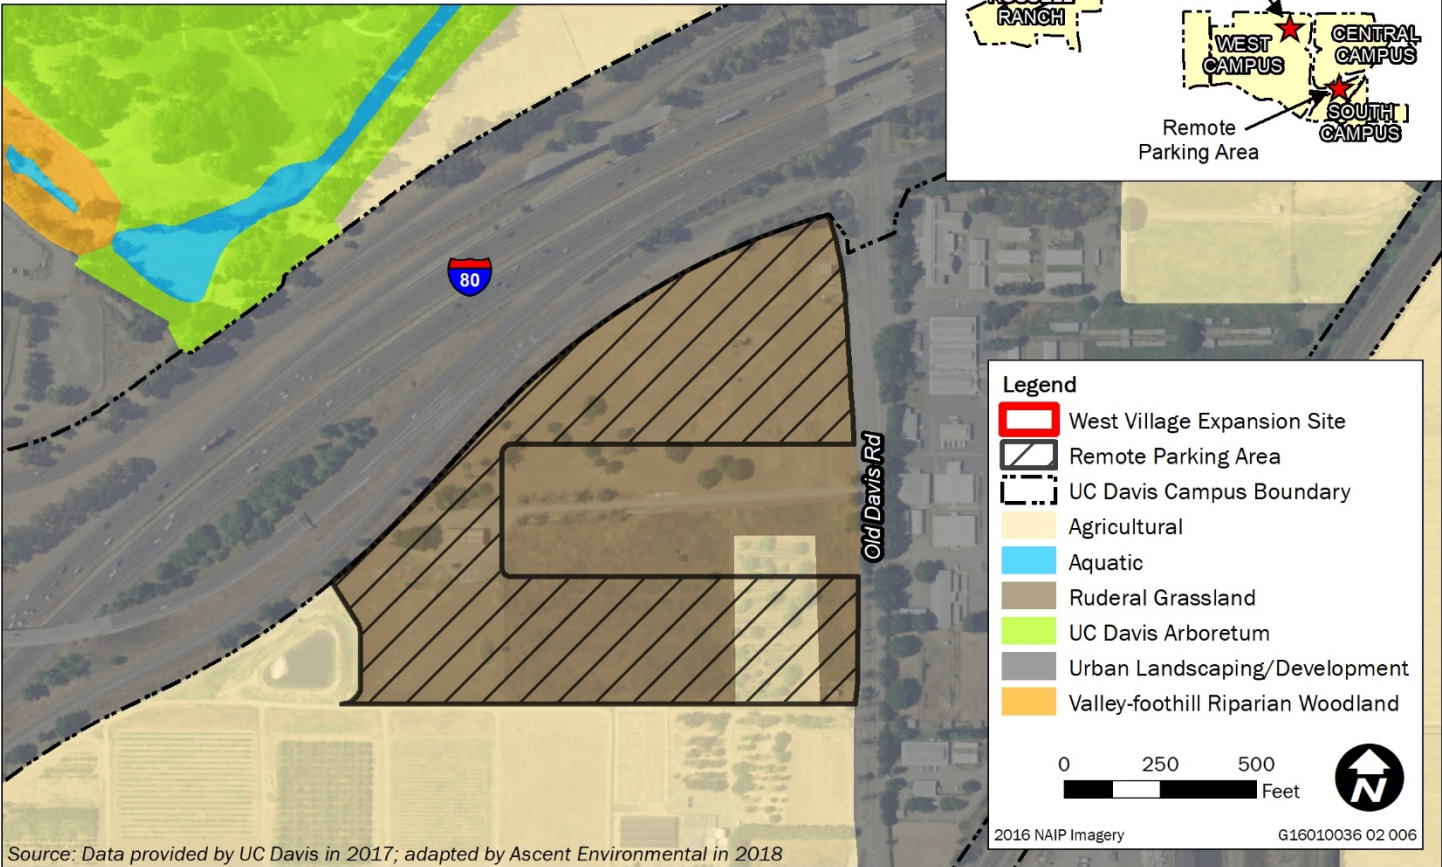 RANCH
WEST
CAMPUS
CENTRAL
CAMPUS
SOUTH
CAMPUS
Remote
Parking Area
80
Old Davis Rd
Legend
West Village Expansion Site
Remote Parking Area
UC Davis Campus Boundary
Agricultural
Aquatic
Ruderal Grassland
UC Davis Arboretum
Urban Landscaping/Development
Valley-foothill Riparian Woodland
0 250 500
Feet
N
2016 NAIP Imagery G16010036 02 006
Source: Data provided by UC Davis in 2017; adapted by Ascent Environmental in 2018